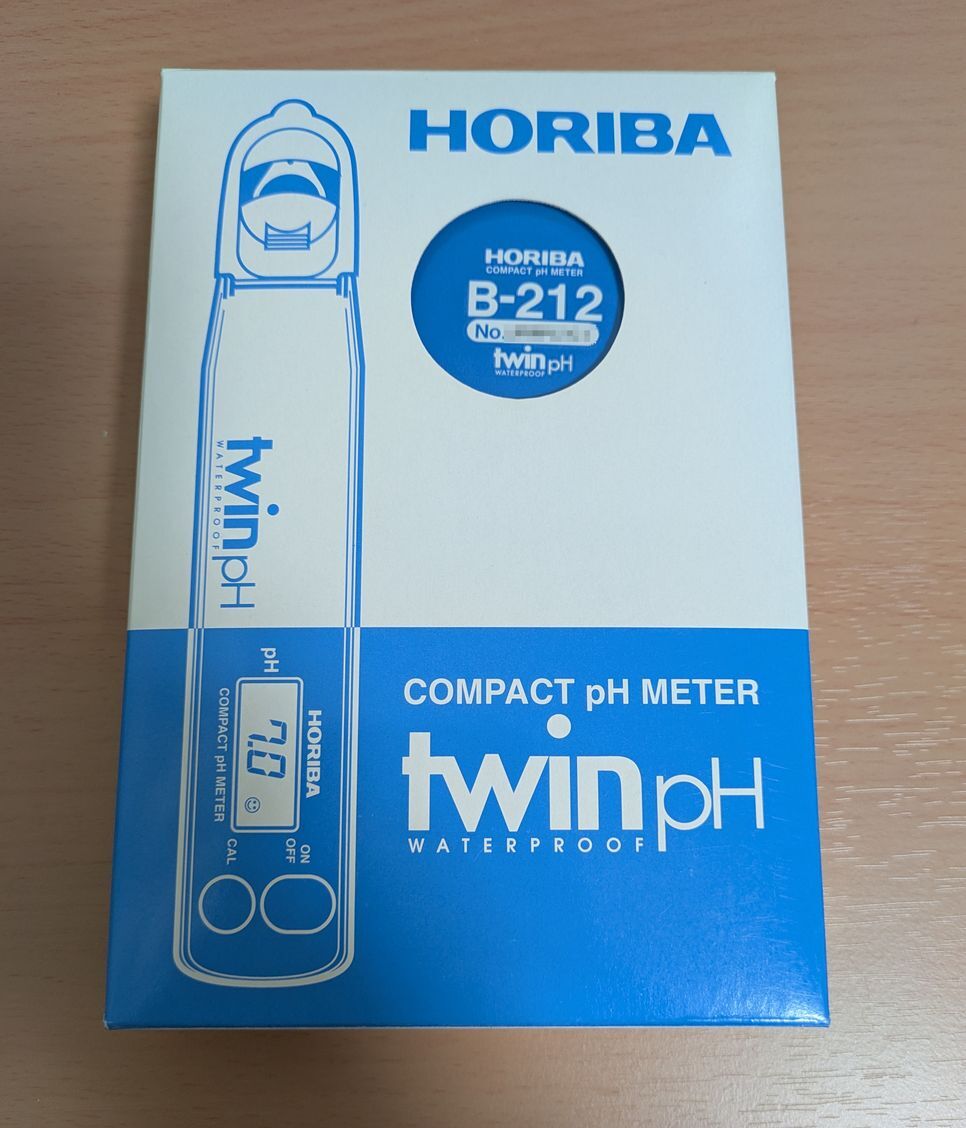 HORIBA
HORIBA
COMPACT pH METER
B-212
No.
twin pH
WATERPROOF
twin pH
WATERPROOF
pH
7.0
HORIBA
COMPACT pH METER
ON
OFF
CAL
COMPACT pH METER
twin pH
WATERPROOF